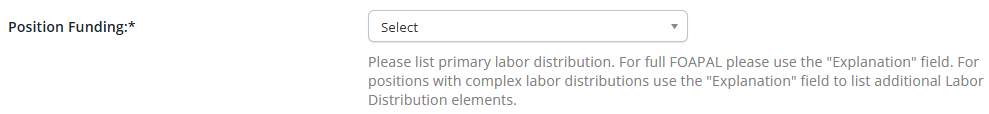 Position Funding:*
Select
Please list primary labor distribution. For full FOAPAL please use the "Explanation" field. For
positions with complex labor distributions use the "Explanation" field to list additional Labor
Distribution elements.